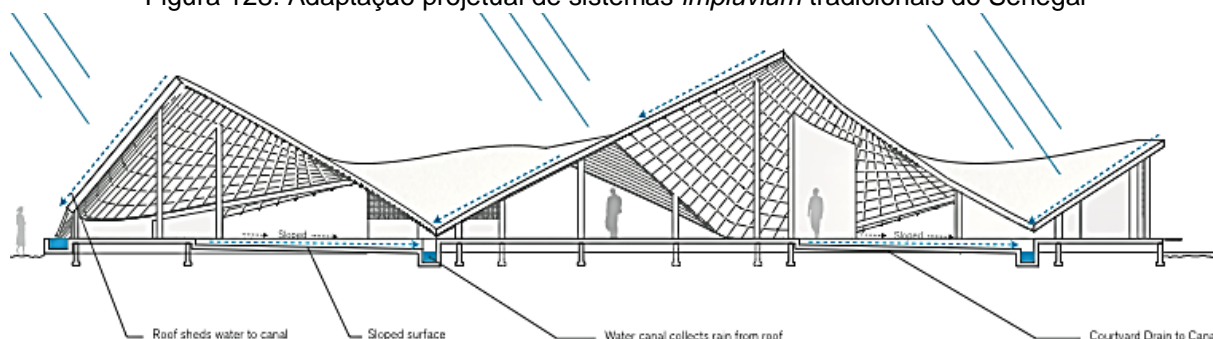 Figura 123: Adaptação projetual de sistemas impluvium tradicionais do Senegal
Sloped
Sloped
Roof sheds water to canal
Sloped surface
Water canal collects rain from roof
Courtyard Drain to Canal